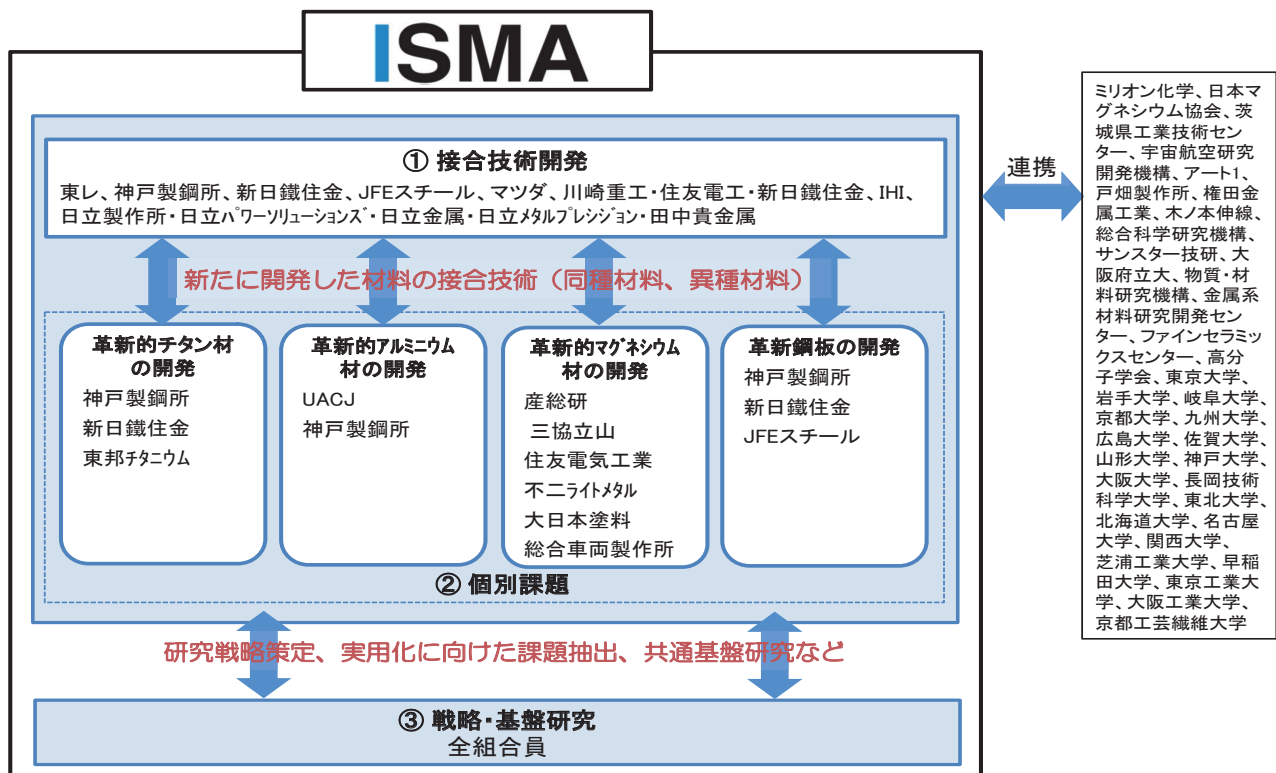 ISMA
① 接合技術開発
東レ、神戸製鋼所、新日鐵住金、JFEスチール、マツダ、川崎重工・住友電工・新日鐵住金、IHI、
日立製作所・日立ﾊﾟﾜｰソリューションズ・日立金属・日立ﾒﾀﾙﾌﾟﾚｼｼﾞｮﾝ・田中貴金属
新たに開発した材料の接合技術（同種材料、異種材料）
革新的チタン材
の開発
神戸製鋼所
新日鐵住金
東邦ﾁﾀﾆｳﾑ
革新的ｱﾙﾐﾆｳﾑ
材の開発
UACJ
神戸製鋼所
革新的ﾏｸﾞﾈｼｳﾑ
材の開発
産総研
三協立山
住友電気工業
不二ﾗｲﾄﾒﾀﾙ
大日本塗料
総合車両製作所
革新鋼板の開発
神戸製鋼所
新日鐵住金
JFEスチール
② 個別課題
研究戦略策定、実用化に向けた課題抽出、共通基盤研究など
③ 戦略・基盤研究
全組合員
連携
ミリオン化学、日本マ
グネシウム協会、茨
城県工業技術セン
ター、宇宙航空研究
開発機構、アート1、
戸畑製作所、権田金
属工業、木ノ本伸線、
総合科学研究機構、
サンスター技研、大
阪府立大、物質・材
料研究機構、金属系
材料研究開発セン
ター、ファインセラミッ
クスセンター、高分
子学会、東京大学、
岩手大学、岐阜大学、
京都大学、九州大学、
広島大学、佐賀大学、
山形大学、神戸大学、
大阪大学、長岡技術
科学大学、東北大学、
北海道大学、名古屋
大学、関西大学、
芝浦工業大学、早稲
田大学、東京工業大
学、大阪工業大学、
京都工芸繊維大学